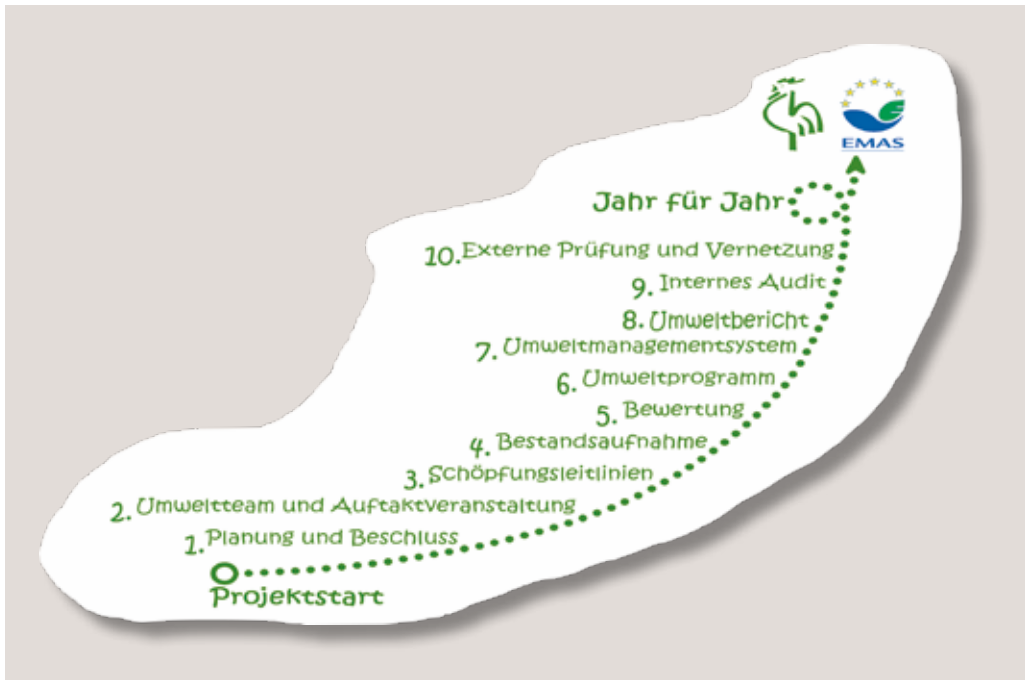 EMAS
Jahr für Jahr
10. Externe Prüfung und Vernetzung
9. Internes Audit
8. Umweltbericht
7. Umweltmanagementsystem
6. Umweltprogramm
5. Bewertung
4. Bestandsaufnahme
3. Schöpfungsleitlinien
2. Umweltteam und Auftaktveranstaltung
1. Planung und Beschluss
Projektstart